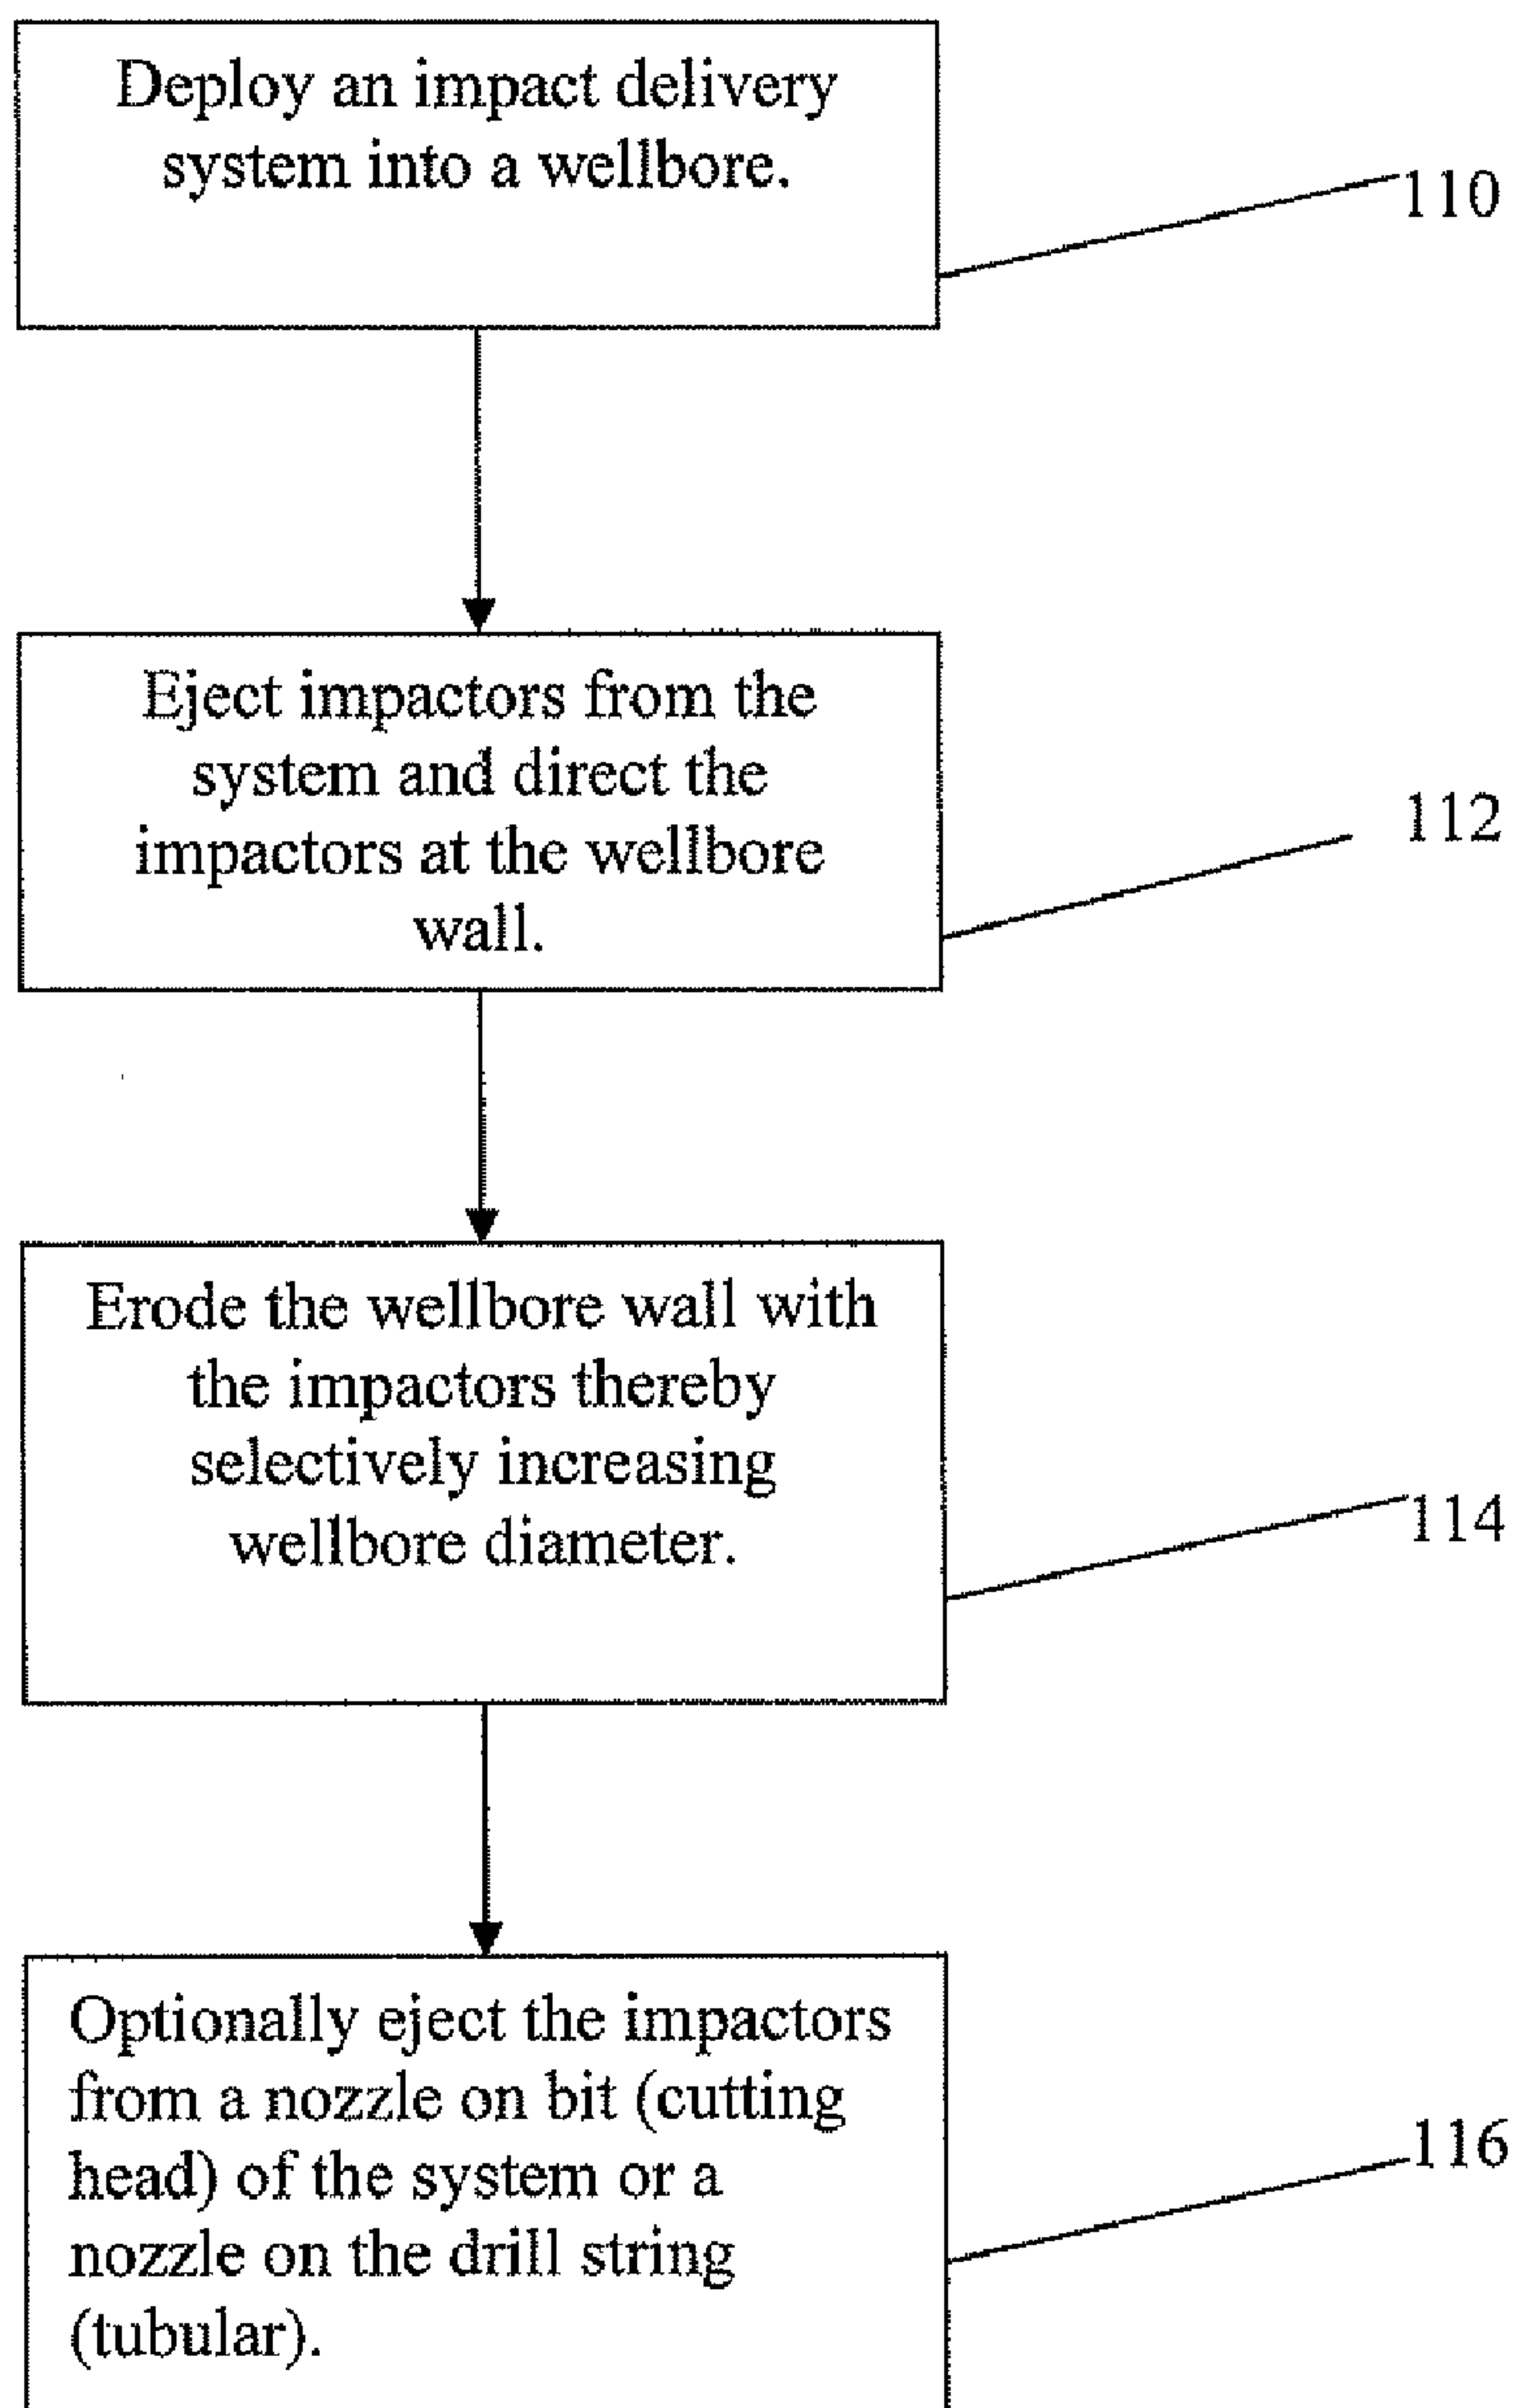 Deploy an impact delivery
system into a wellbore.
110
Eject impactors from the
system and direct the
impactors at the wellbore
wall.
112
Erode the wellbore wall with
the impactors thereby
selectively increasing
wellbore diameter.
114
Optionally eject the impactors
from a nozzle on bit (cutting
head) of the system or a
nozzle on the drill string
(tubular).
116